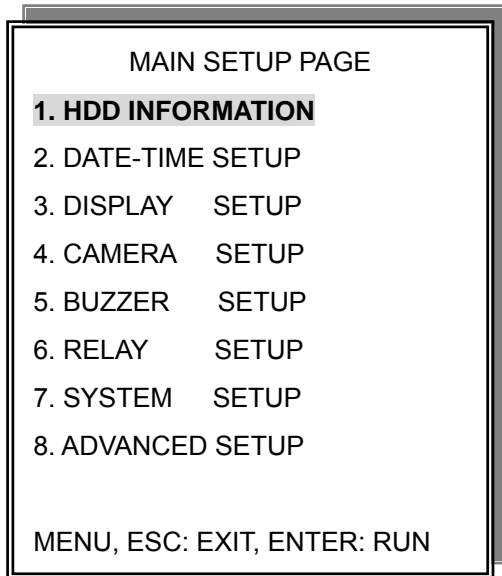 MAIN SETUP PAGE
1. HDD INFORMATION
2. DATE-TIME SETUP
3. DISPLAY SETUP
4. CAMERA SETUP
5. BUZZER SETUP
6. RELAY SETUP
7. SYSTEM SETUP
8. ADVANCED SETUP
MENU, ESC: EXIT, ENTER: RUN